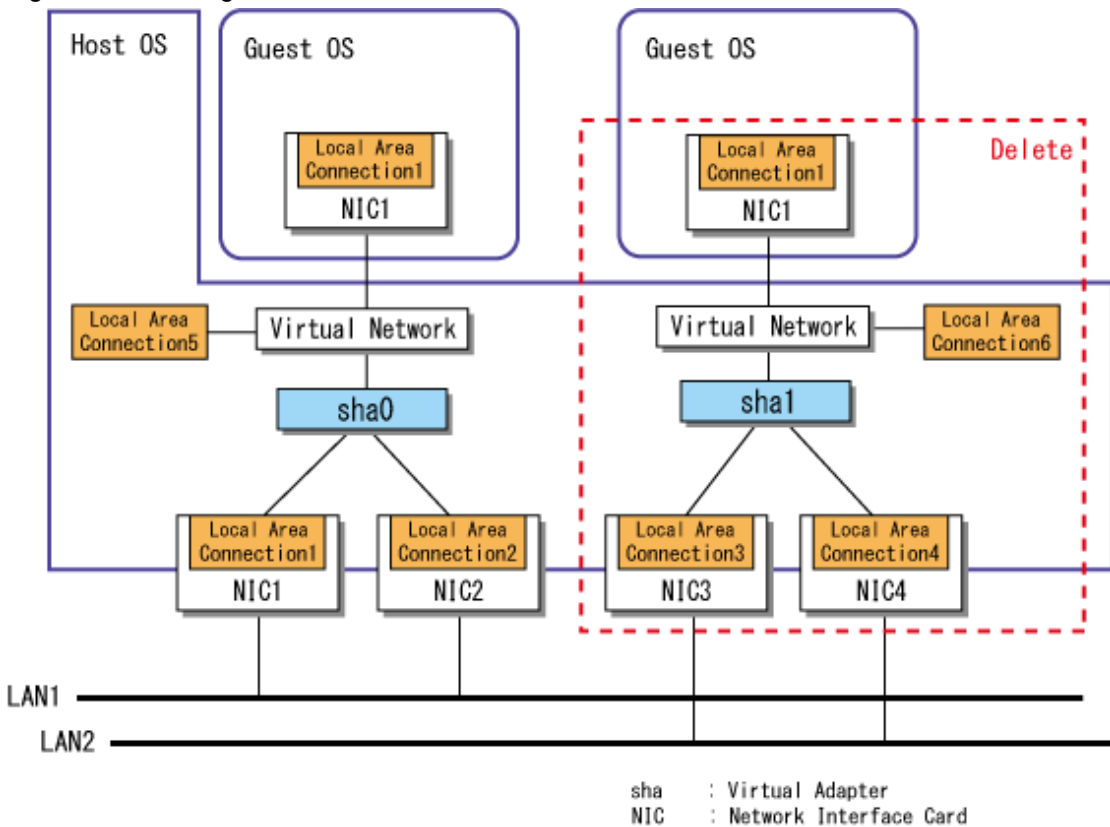 Host OS
Guest OS
Guest OS
Delete
Local Area
Connection1
NIC1
Local Area
Connection1
NIC1
Local Area
Connection5
Virtual Network
Virtual Network
Local Area
Connection6
sha0
sha1
Local Area
Connection1
NIC1
Local Area
Connection2
NIC2
Local Area
Connection3
NIC3
Local Area
Connection4
NIC4
LAN1
LAN2
sha : Virtual Adapter
NIC : Network Interface Card